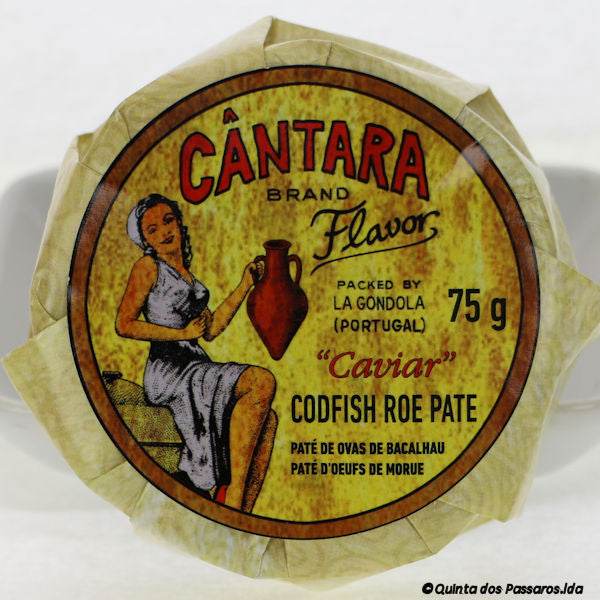 CÂNTARA
BRAND
Flavor
PACKED BY
LA GONDOLA
(PORTUGAL)
75 g
"Caviar"
CODFISH ROE PATE
PATÉ DE OVAS DE BACALHAU
PATÉ D'OEUFS DE MORUE
©Quinta dos Passaros.lda